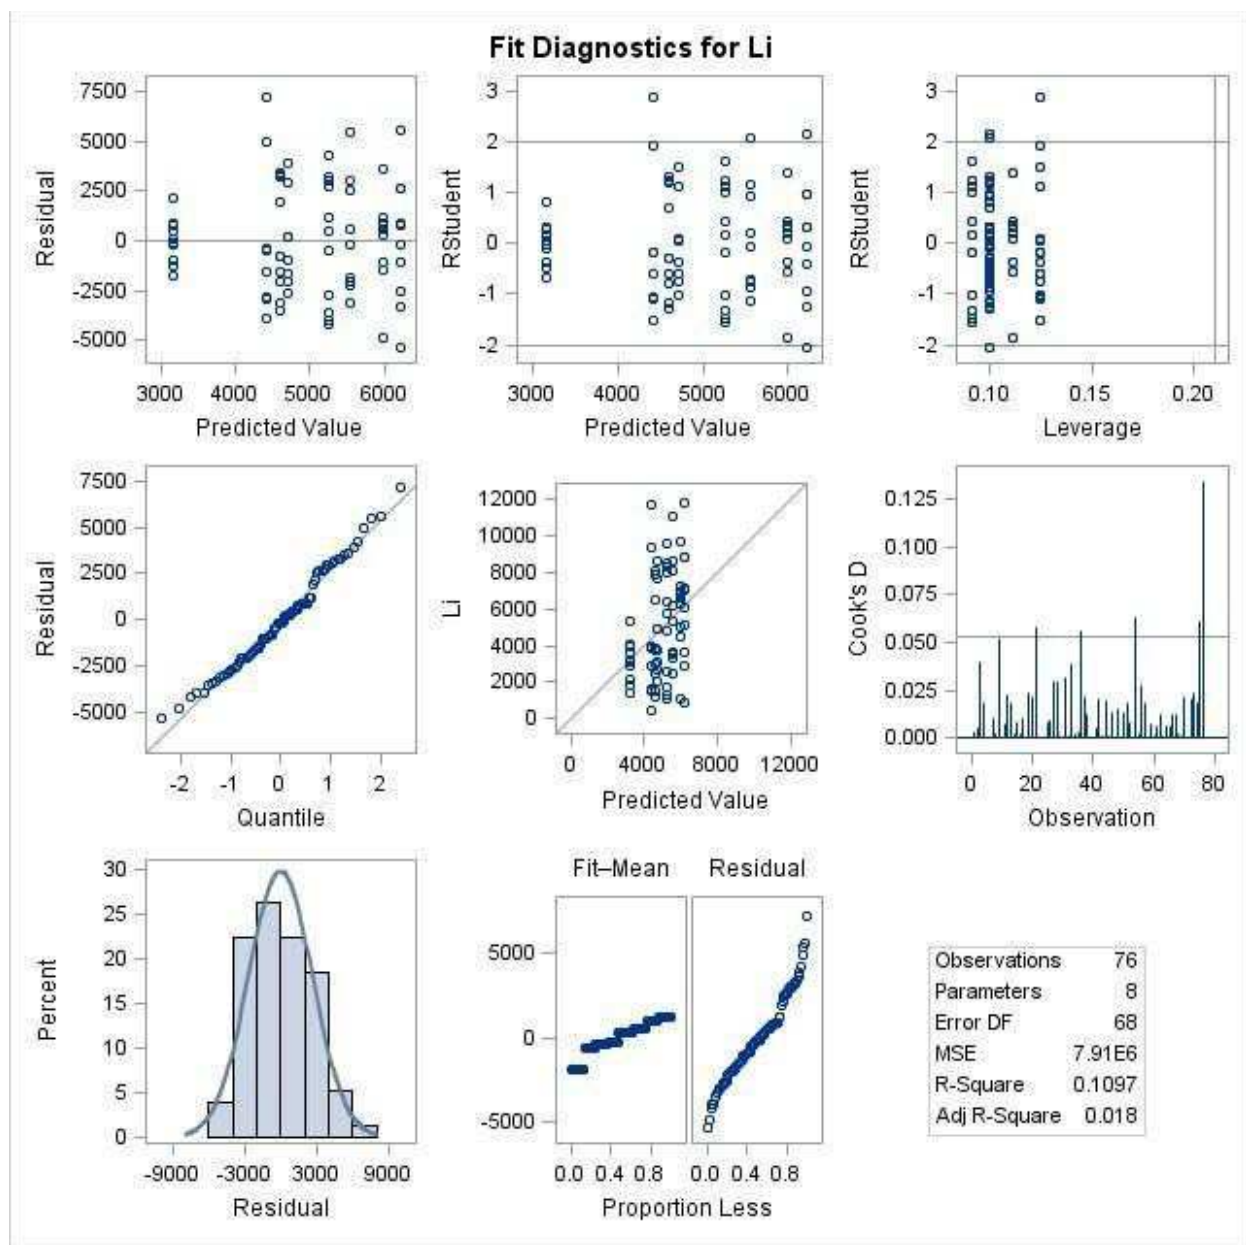 Fit Diagnostics for Li
7500
5000
2500
0
-2500
-5000
Residual
3000 4000 5000 6000
Predicted Value
3
2
1
0
-1
-2
RStudent
3000 4000 5000 6000
Predicted Value
3
2
1
0
-1
-2
RStudent
0.10 0.15 0.20
Leverage
7500
5000
2500
0
-2500
-5000
Residual
-2 -1 0 1 2
Quantile
12000
10000
8000
6000
4000
2000
0
Li
0 4000 8000 12000
Predicted Value
0.125
0.100
0.075
0.050
0.025
0.000
Cook's D
0 20 40 60 80
Observation
30
25
20
15
10
5
0
Percent
-9000 -3000 3000 9000
Residual
Fit–Mean Residual
5000
0
-5000
0.0 0.4 0.8 0.0 0.4 0.8
Proportion Less
Observations 76
Parameters 8
Error DF 68
MSE 7.91E6
R-Square 0.1097
Adj R-Square 0.018